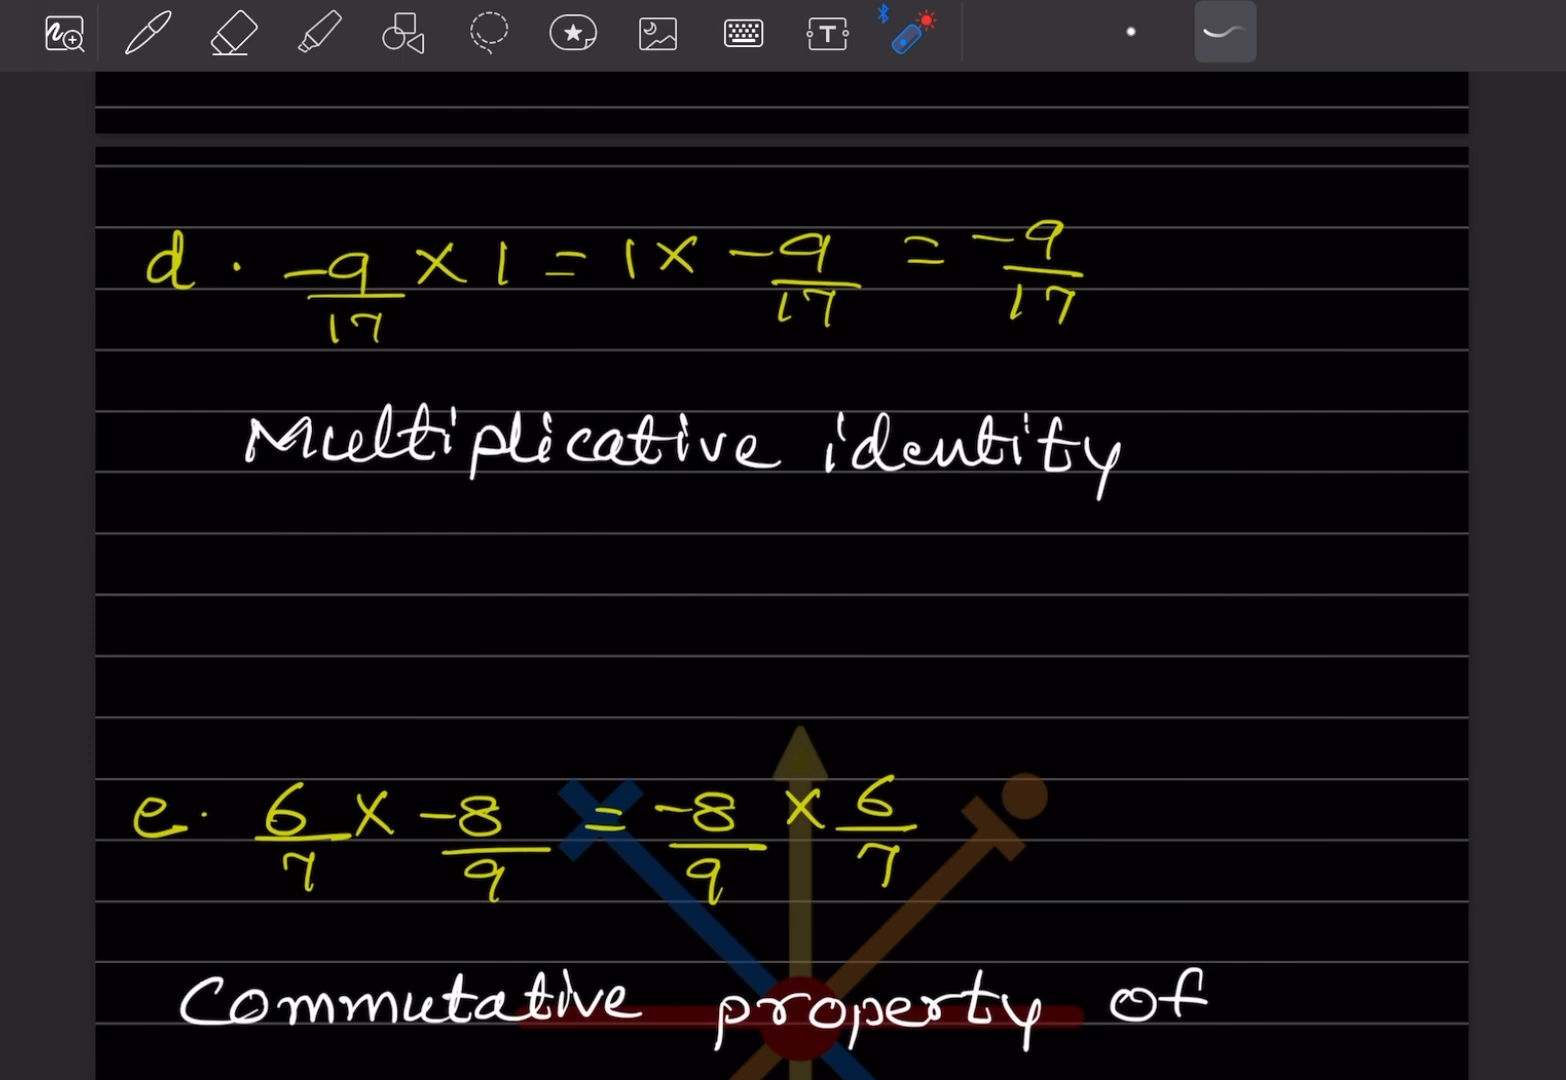 d. -9/17 × 1 = 1 × -9/17 = -9/17
Multiplicative identity
e. 6/7 × -8/9 = -8/9 × 6/7
Commutative property of